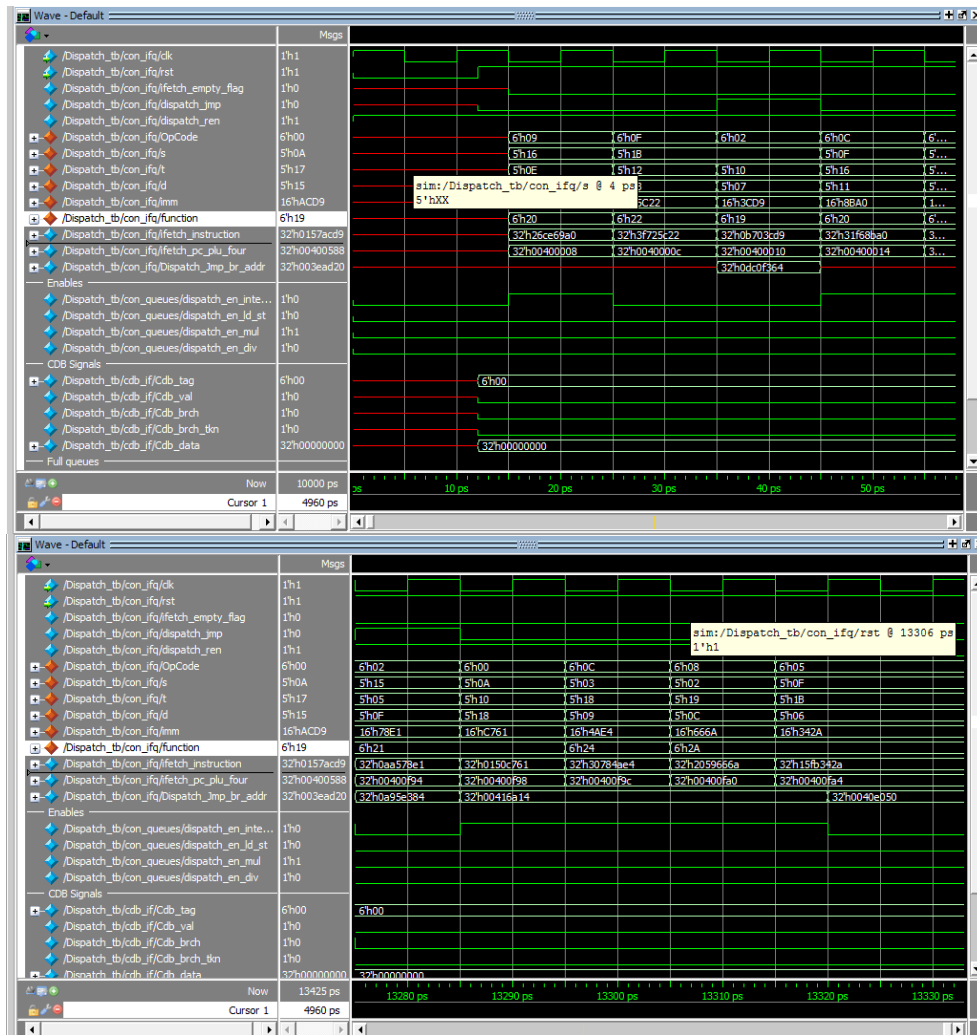 Wave - Default
Msgs
/Dispatch_tb/con_ifq/clk 1'h1
/Dispatch_tb/con_ifq/rst 1'h1
/Dispatch_tb/con_ifq/ifetch_empty_flag 1'h0
/Dispatch_tb/con_ifq/dispatch_jmp 1'h0
/Dispatch_tb/con_ifq/dispatch_ren 1'h1
/Dispatch_tb/con_ifq/OpCode 6'h00 6'h09 6'h0F 6'h02 6'h0C 6'...
/Dispatch_tb/con_ifq/s 5'h0A 5'h16 5'h1B 5'h0F 5'...
/Dispatch_tb/con_ifq/t 5'h17 5'h0E 5'h12 5'h10 5'h16 5'...
/Dispatch_tb/con_ifq/d 5'h15 5'h07 5'h11 5'...
sim:/Dispatch_tb/con_ifq/s @ 4 ps
5'hXX
/Dispatch_tb/con_ifq/imm 16'hACD9 5C22 16'h3CD9 16'h8BA0 1...
/Dispatch_tb/con_ifq/function 6'h19 6'h20 6'h22 6'h19 6'h20 6'...
/Dispatch_tb/con_ifq/ifetch_instruction 32'h0157acd9 32'h26ce69a0 32'h3f725c22 32'h0b703cd9 32'h31f68ba0 3...
/Dispatch_tb/con_ifq/ifetch_pc_plu_four 32'h00400588 32'h00400008 32'h0040000c 32'h00400010 32'h00400014 3...
/Dispatch_tb/con_ifq/Dispatch_Jmp_br_addr 32'h003ead20 32'h0dc0f364
Enables
/Dispatch_tb/con_queues/dispatch_en_inte... 1'h0
/Dispatch_tb/con_queues/dispatch_en_ld_st 1'h0
/Dispatch_tb/con_queues/dispatch_en_mul 1'h1
/Dispatch_tb/con_queues/dispatch_en_div 1'h0
CDB Signals
/Dispatch_tb/cdb_if/Cdb_tag 6'h00 6'h00
/Dispatch_tb/cdb_if/Cdb_val 1'h0
/Dispatch_tb/cdb_if/Cdb_brch 1'h0
/Dispatch_tb/cdb_if/Cdb_brch_tkn 1'h0
/Dispatch_tb/cdb_if/Cdb_data 32'h00000000 32'h00000000
Full queues
Now 10000 ps ps 10 ps 20 ps 30 ps 40 ps 50 ps
Cursor 1 4960 ps
Wave - Default
Msgs
/Dispatch_tb/con_ifq/clk 1'h1
/Dispatch_tb/con_ifq/rst 1'h1
/Dispatch_tb/con_ifq/ifetch_empty_flag 1'h0
/Dispatch_tb/con_ifq/dispatch_jmp 1'h0
sim:/Dispatch_tb/con_ifq/rst @ 13306 ps
1'h1
/Dispatch_tb/con_ifq/dispatch_ren 1'h1
/Dispatch_tb/con_ifq/OpCode 6'h00 6'h02 6'h00 6'h0C 6'h08 6'h05
/Dispatch_tb/con_ifq/s 5'h0A 5'h15 5'h0A 5'h03 5'h02 5'h0F
/Dispatch_tb/con_ifq/t 5'h17 5'h05 5'h10 5'h18 5'h19 5'h1B
/Dispatch_tb/con_ifq/d 5'h15 5'h0F 5'h18 5'h09 5'h0C 5'h06
/Dispatch_tb/con_ifq/imm 16'hACD9 16'h78E1 16'hC761 16'h4AE4 16'h666A 16'h342A
/Dispatch_tb/con_ifq/function 6'h19 6'h21 6'h24 6'h2A
/Dispatch_tb/con_ifq/ifetch_instruction 32'h0157acd9 32'h0aa578e1 32'h0150c761 32'h30784ae4 32'h2059666a 32'h15fb342a
/Dispatch_tb/con_ifq/ifetch_pc_plu_four 32'h00400588 32'h00400f94 32'h00400f98 32'h00400f9c 32'h00400fa0 32'h00400fa4
/Dispatch_tb/con_ifq/Dispatch_Jmp_br_addr 32'h003ead20 32'h0a95e384 32'h00416a14 32'h0040e050
Enables
/Dispatch_tb/con_queues/dispatch_en_inte... 1'h0
/Dispatch_tb/con_queues/dispatch_en_ld_st 1'h0
/Dispatch_tb/con_queues/dispatch_en_mul 1'h1
/Dispatch_tb/con_queues/dispatch_en_div 1'h0
CDB Signals
/Dispatch_tb/cdb_if/Cdb_tag 6'h00 6'h00
/Dispatch_tb/cdb_if/Cdb_val 1'h0
/Dispatch_tb/cdb_if/Cdb_brch 1'h0
/Dispatch_tb/cdb_if/Cdb_brch_tkn 1'h0
/Dispatch_tb/cdb_if/Cdb_data 32'h00000000 32'h00000000
Now 13425 ps 13280 ps 13290 ps 13300 ps 13310 ps 13320 ps 13330 ps
Cursor 1 4960 ps